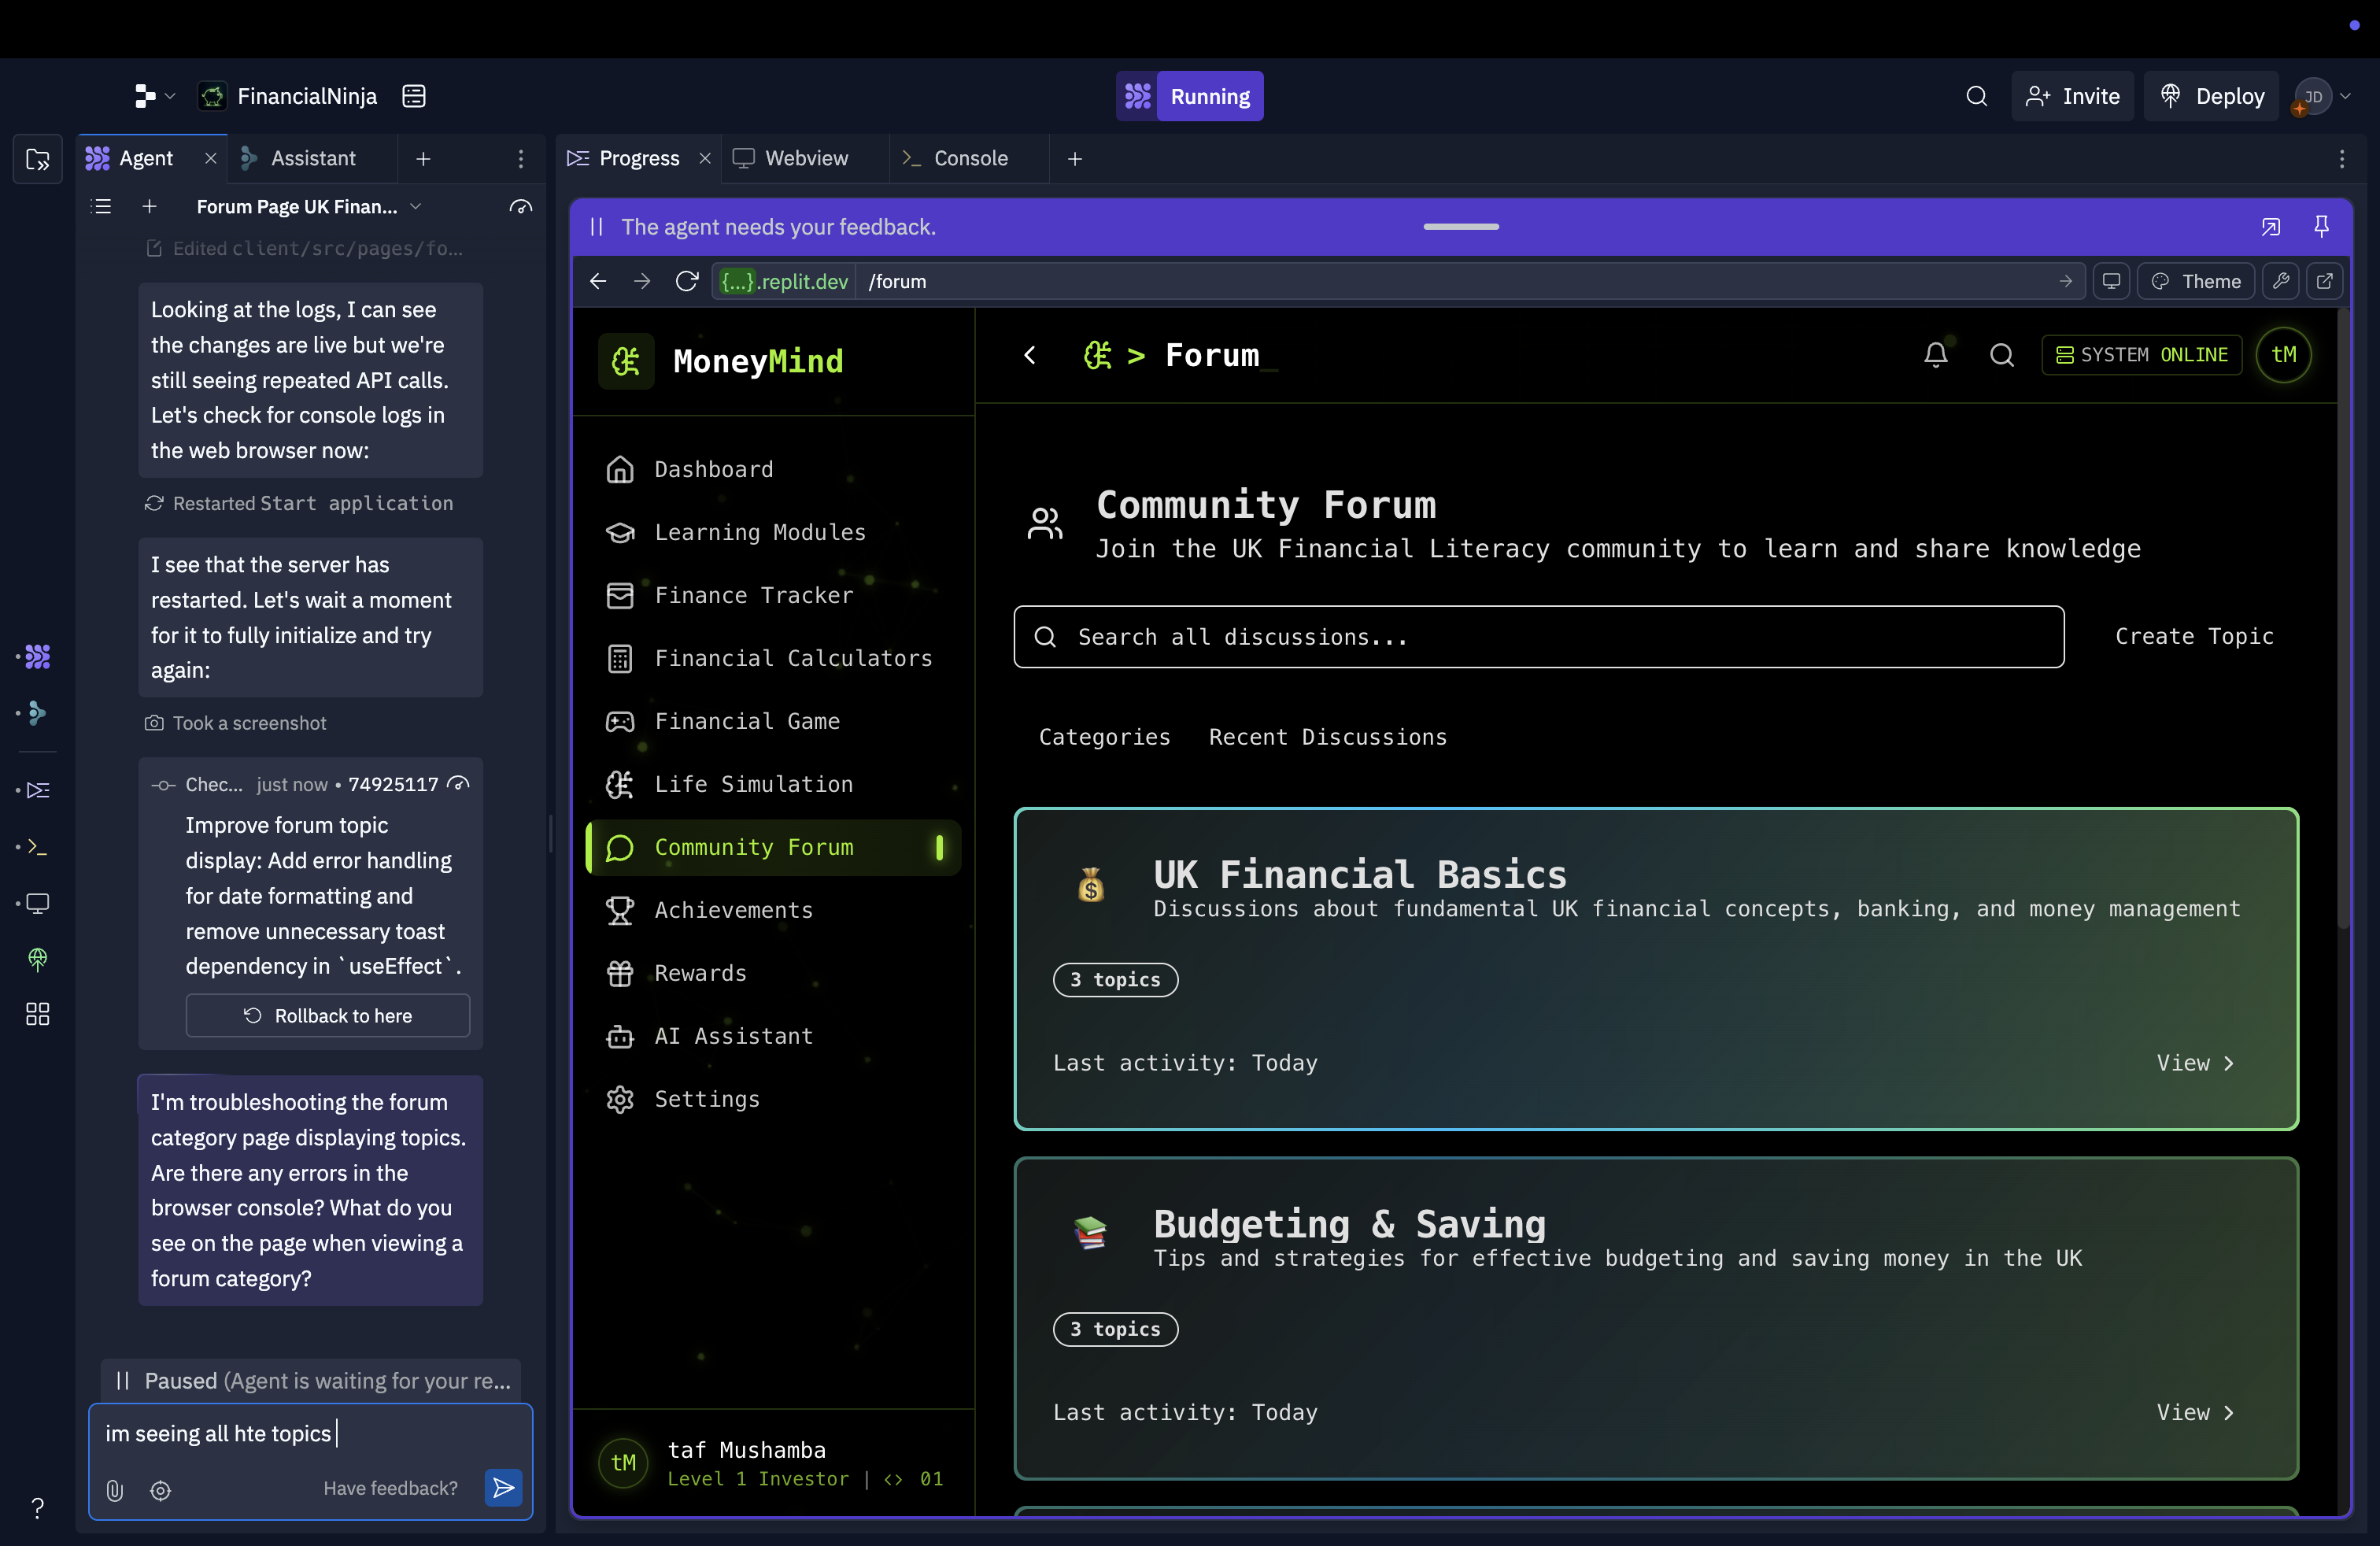 FinancialNinja
Running
Invite
Deploy
JD
Agent
Assistant
Progress
Webview
Console
Forum Page UK Finan...
Edited client/src/pages/fo...
Looking at the logs, I can see
the changes are live but we're
still seeing repeated API calls.
Let's check for console logs in
the web browser now:
Restarted Start application
I see that the server has
restarted. Let's wait a moment
for it to fully initialize and try
again:
Took a screenshot
Chec... just now • 74925117
Improve forum topic
display: Add error handling
for date formatting and
remove unnecessary toast
dependency in `useEffect`.
Rollback to here
I'm troubleshooting the forum
category page displaying topics.
Are there any errors in the
browser console? What do you
see on the page when viewing a
forum category?
Paused (Agent is waiting for your re...
im seeing all hte topics
Have feedback?
?
The agent needs your feedback.
{...}.replit.dev /forum
Theme
MoneyMind
Dashboard
Learning Modules
Finance Tracker
Financial Calculators
Financial Game
Life Simulation
Community Forum
Achievements
Rewards
AI Assistant
Settings
tM
taf Mushamba
Level 1 Investor | <> 01
> Forum_
SYSTEM ONLINE
tM
Community Forum
Join the UK Financial Literacy community to learn and share knowledge
Search all discussions...
Create Topic
Categories
Recent Discussions
UK Financial Basics
Discussions about fundamental UK financial concepts, banking, and money management
3 topics
Last activity: Today
View >
Budgeting & Saving
Tips and strategies for effective budgeting and saving money in the UK
3 topics
Last activity: Today
View >